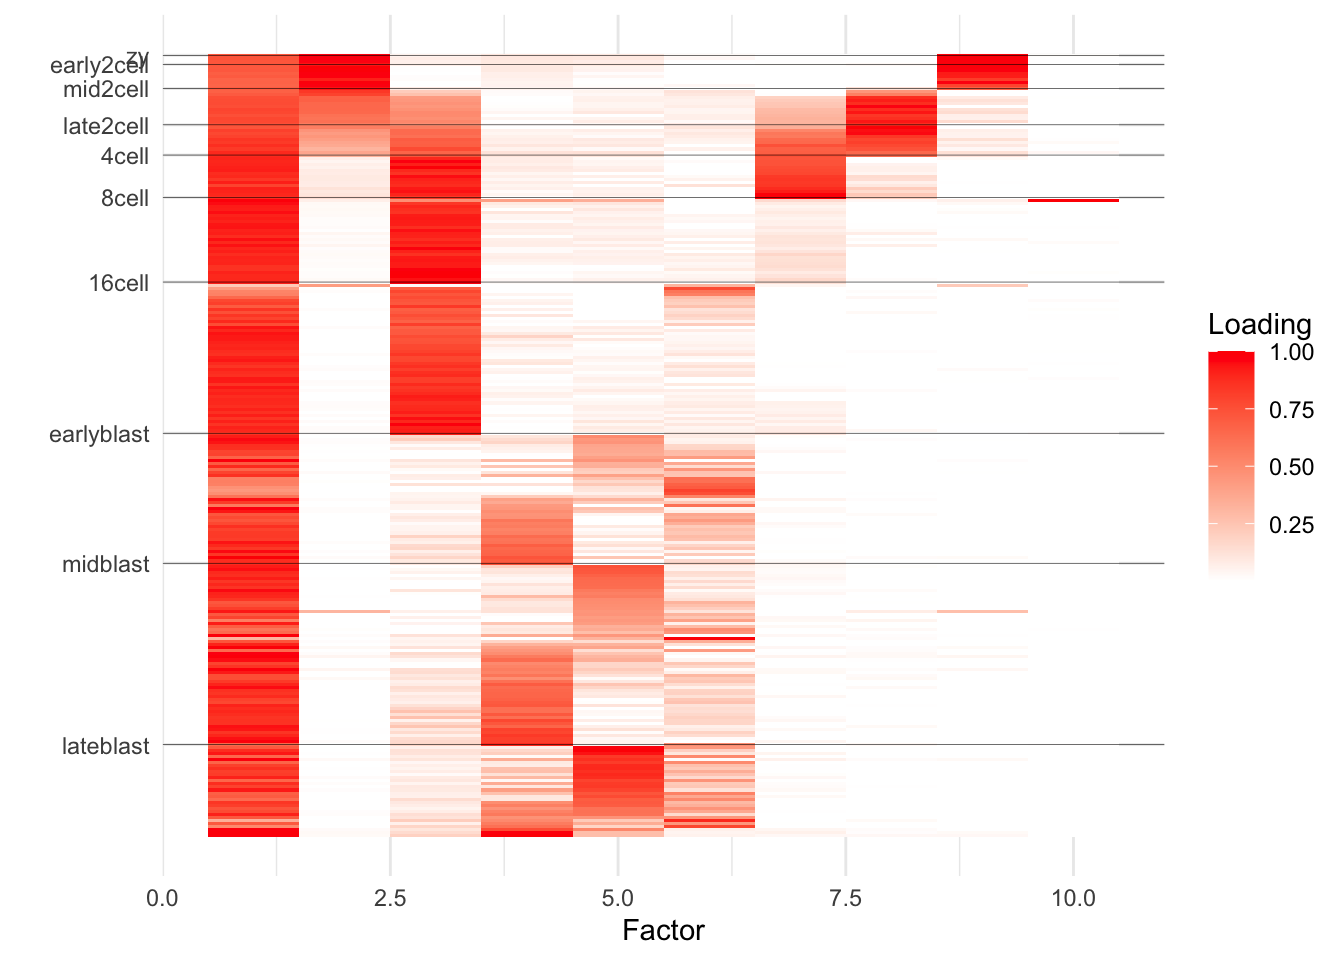 zy
early2cell
mid2cell
late2cell
4cell
8cell
16cell
earlyblast
midblast
lateblast
0.0
2.5
5.0
7.5
10.0
Factor
Loading
1.00
0.75
0.50
0.25